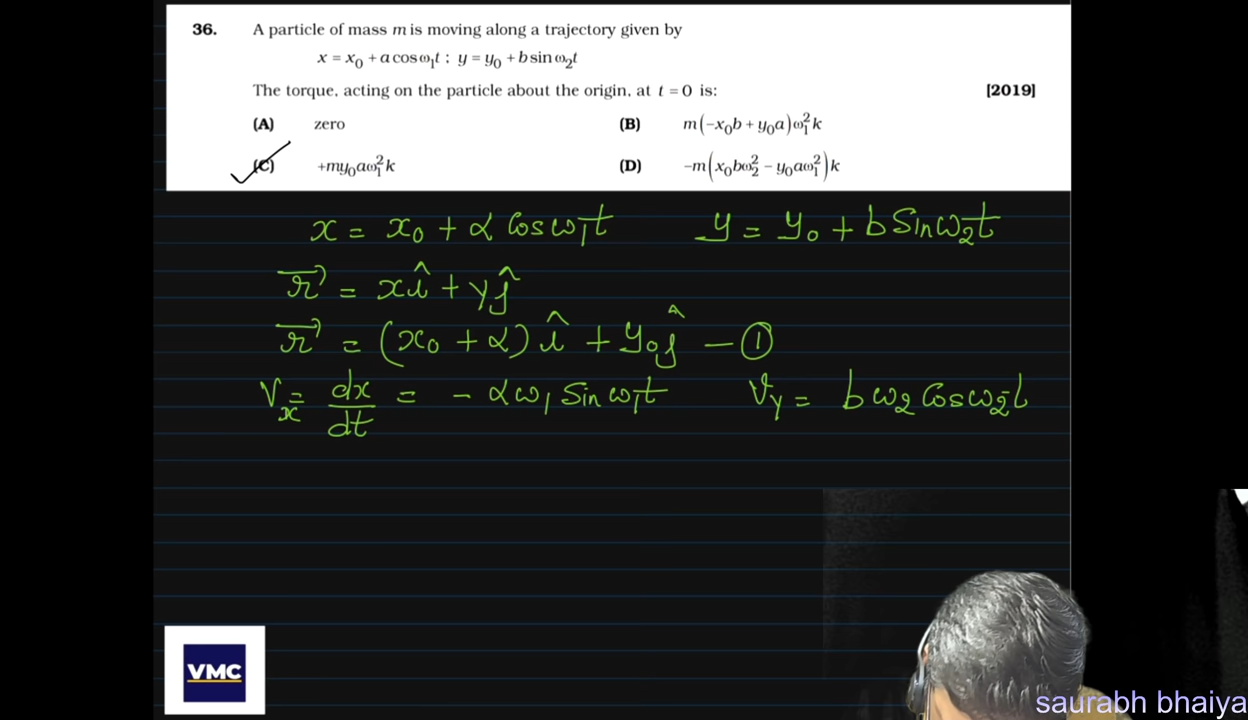 36. A particle of mass m is moving along a trajectory given by
x = x₀ + a cos ω₁t ; y = y₀ + b sin ω₂t
The torque, acting on the particle about the origin, at t = 0 is: [2019]
(A) zero (B) m(−x₀b + y₀a)ω₁²k
(C) +my₀aω₁²k (D) −m(x₀bω₂² − y₀aω₁²)k
x = x₀ + α Cos ω₁t y = y₀ + b Sin ω₂t
r⃗ = xî + yĵ
r⃗ = (x₀ + α) î + y₀ĵ — ①
Vₓ = dx/dt = − αω₁ Sin ω₁t Vy = b ω₂ Cos ω₂t
VMC
saurabh bhaiya